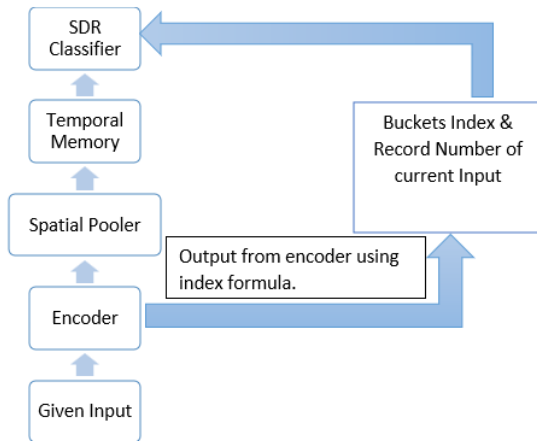 SDR
Classifier
Temporal
Memory
Spatial Pooler
Encoder
Given Input
Output from encoder using
index formula.
Buckets Index &
Record Number of
current Input